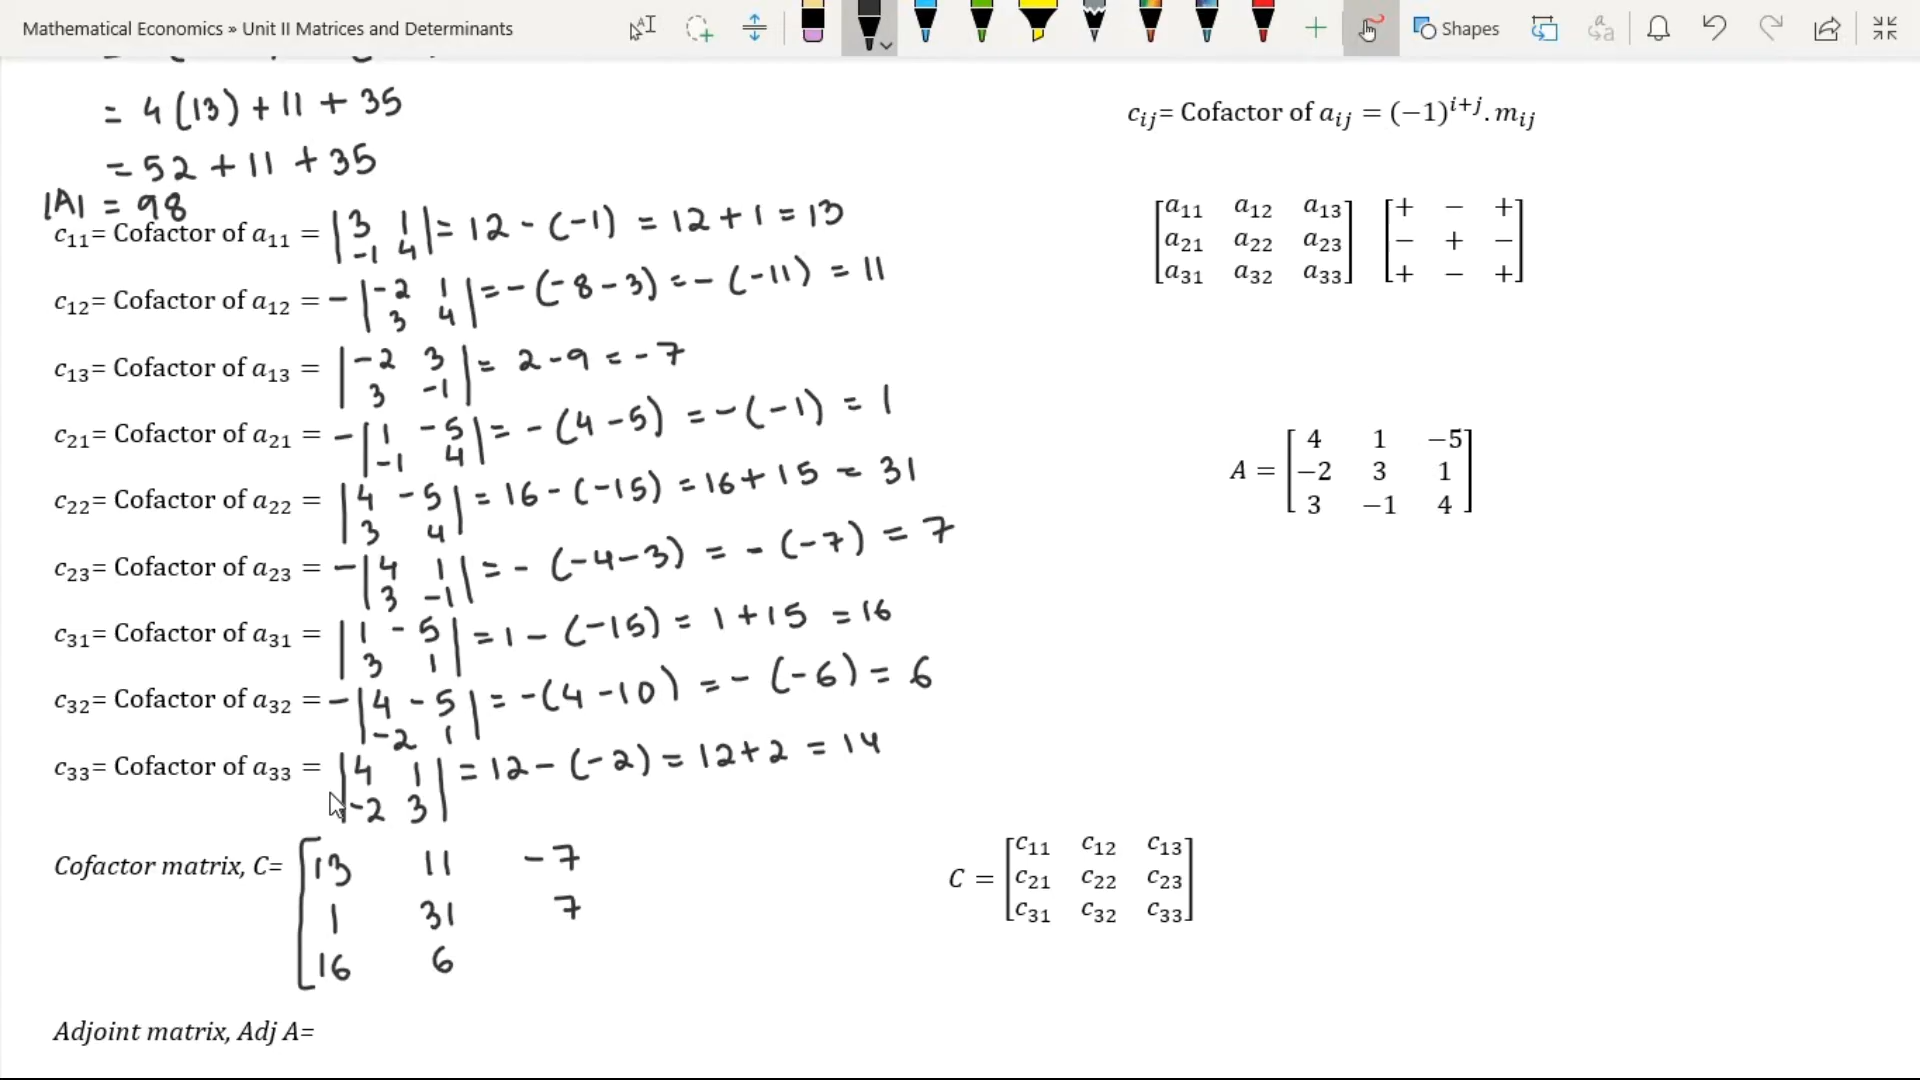 Mathematical Economics » Unit II Matrices and Determinants
Shapes
= 4(13) + 11 + 35
= 52 + 11 + 35
|A| = 98
c₁₁= Cofactor of a₁₁ = |3 1; -1 4| = 12 - (-1) = 12 + 1 = 13
c₁₂= Cofactor of a₁₂ = -|-2 1; 3 4| = -(-8-3) = -(-11) = 11
c₁₃= Cofactor of a₁₃ = |-2 3; 3 -1| = 2-9 = -7
c₂₁= Cofactor of a₂₁ = -|1 -5; -1 4| = -(4-5) = -(-1) = 1
c₂₂= Cofactor of a₂₂ = |4 -5; 3 4| = 16-(-15) = 16+15 = 31
c₂₃= Cofactor of a₂₃ = -|4 1; 3 -1| = -(-4-3) = -(-7) = 7
c₃₁= Cofactor of a₃₁ = |1 -5; 3 1| = 1-(-15) = 1+15 = 16
c₃₂= Cofactor of a₃₂ = -|4 -5; -2 1| = -(4-10) = -(-6) = 6
c₃₃= Cofactor of a₃₃ = |4 1; -2 3| = 12-(-2) = 12+2 = 14
Cofactor matrix, C= [13 11 -7
1 31 7
16 6
Adjoint matrix, Adj A=
cᵢⱼ= Cofactor of aᵢⱼ = (−1)ⁱ⁺ʲ. mᵢⱼ
[a₁₁ a₁₂ a₁₃] [+ − +]
[a₂₁ a₂₂ a₂₃] [− + −]
[a₃₁ a₃₂ a₃₃] [+ − +]
A = [4 1 −5]
[−2 3 1]
[3 −1 4]
C = [c₁₁ c₁₂ c₁₃]
[c₂₁ c₂₂ c₂₃]
[c₃₁ c₃₂ c₃₃]